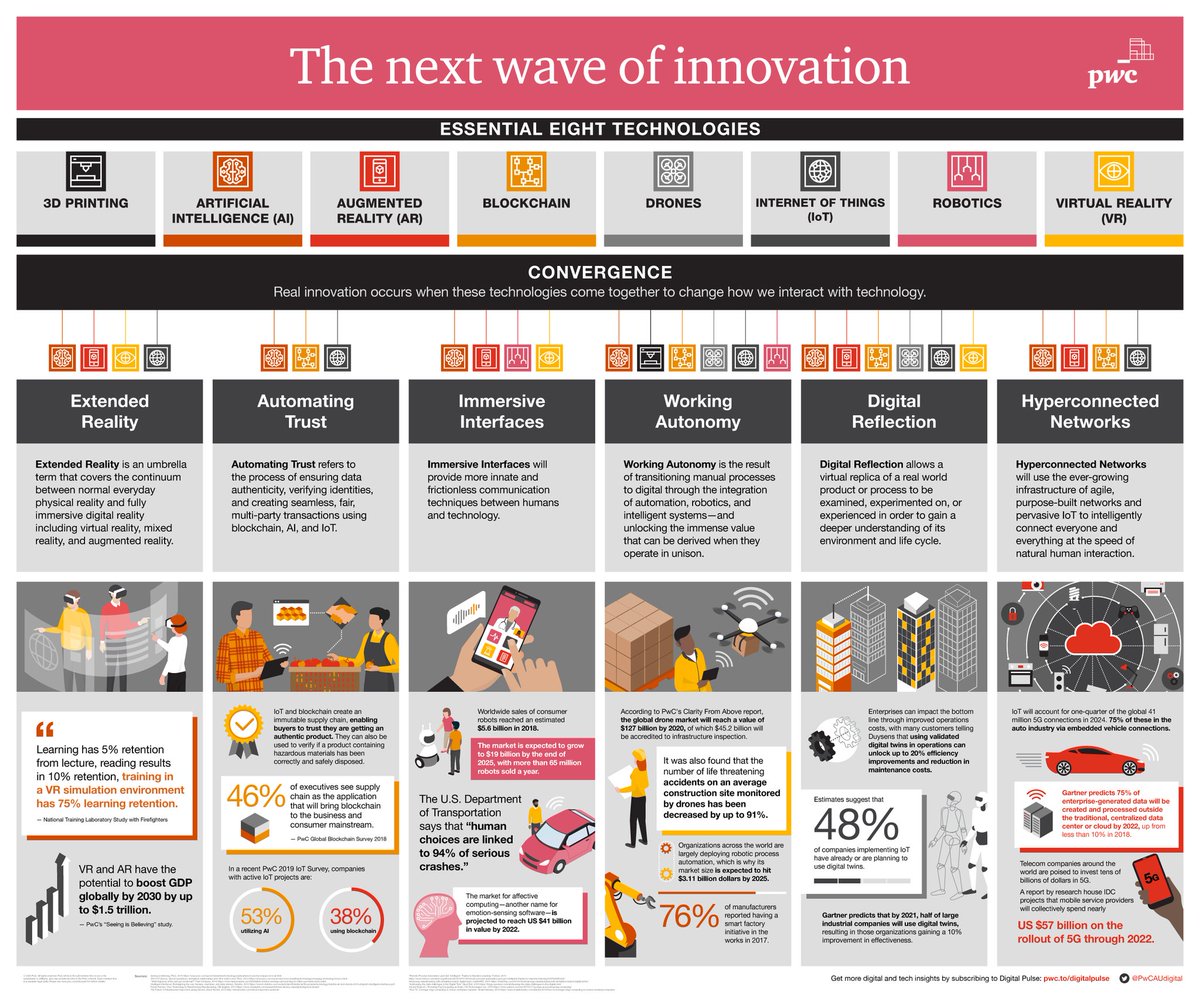 The next wave of innovation
pwc
ESSENTIAL EIGHT TECHNOLOGIES
3D PRINTING
ARTIFICIAL
INTELLIGENCE (AI)
AUGMENTED
REALITY (AR)
BLOCKCHAIN
DRONES
INTERNET OF THINGS
(IoT)
ROBOTICS
VIRTUAL REALITY
(VR)
CONVERGENCE
Real innovation occurs when these technologies come together to change how we interact with technology.
Extended
Reality
Extended Reality is an umbrella
term that covers the continuum
between normal everyday
physical reality and fully
immersive digital reality
including virtual reality, mixed
reality, and augmented reality.
“
Learning has 5% retention
from lecture, reading results
in 10% retention, training in
a VR simulation environment
has 75% learning retention.
— National Training Laboratory Study with Firefighters
VR and AR have the
potential to boost GDP
globally by 2030 by up
to $1.5 trillion.
— PwC's "Seeing is Believing" study.
Automating
Trust
Automating Trust refers to
the process of ensuring data
authenticity, verifying identities,
and creating seamless, fair,
multi-party transactions using
blockchain, AI, and IoT.
IoT and blockchain create an
immutable supply chain, enabling
buyers to trust they are getting an
authentic product. They can also be
used to verify if a product containing
hazardous materials has been
correctly and safely disposed.
46%
of executives see supply
chain as the application
that will bring blockchain
to the business and
consumer mainstream.
— PwC Global Blockchain Survey 2018
In a recent PwC 2019 IoT Survey, companies
with active IoT projects are:
53%
utilizing AI
38%
using blockchain
Immersive
Interfaces
Immersive Interfaces will
provide more innate and
frictionless communication
techniques between humans
and technology.
Worldwide sales of consumer
robots reached an estimated
$5.6 billion in 2018.
The market is expected to grow
to $19 billion by the end of
2025, with more than 65 million
robots sold a year.
The U.S. Department
of Transportation
says that “human
choices are linked
to 94% of serious
crashes.”
The market for affective
computing—another name for
emotion-sensing software—is
projected to reach US $41 billion
in value by 2022.
Working
Autonomy
Working Autonomy is the result
of transitioning manual processes
to digital through the integration
of automation, robotics, and
intelligent systems—and
unlocking the immense value
that can be derived when they
operate in unison.
According to PwC's Clarity From Above report,
the global drone market will reach a value of
$127 billion by 2020, of which $45.2 billion will
be accredited to infrastructure inspection.
It was also found that the
number of life threatening
accidents on an average
construction site monitored
by drones has been
decreased by up to 91%.
Organizations across the world are
largely deploying robotic process
automation, which is why its
market size is expected to hit
$3.11 billion dollars by 2025.
76%
of manufacturers
reported having a
smart factory
initiative in the
works in 2017.
Digital
Reflection
Digital Reflection allows a
virtual replica of a real world
product or process to be
examined, experimented on, or
experienced in order to gain a
deeper understanding of its
environment and life cycle.
Enterprises can impact the bottom
line through improved operations
costs, with many customers telling
Duysens that using validated
digital twins in operations can
unlock up to 20% efficiency
improvements and reduction in
maintenance costs.
Estimates suggest that
48%
of companies implementing IoT
have already or are planning to
use digital twins.
Gartner predicts that by 2021, half of large
industrial companies will use digital twins,
resulting in those organizations gaining a 10%
improvement in effectiveness.
Hyperconnected
Networks
Hyperconnected Networks
will use the ever-growing
infrastructure of agile,
purpose-built networks and
pervasive IoT to intelligently
connect everyone and
everything at the speed of
natural human interaction.
IoT will account for one-quarter of the global 41
million 5G connections in 2024. 75% of these in the
auto industry via embedded vehicle connections.
Gartner predicts 75% of
enterprise-generated data will be
created and processed outside
the traditional, centralized data
center or cloud by 2022, up from
less than 10% in 2018.
Telecom companies around the
world are poised to invest tens of
billions of dollars in 5G.
A report by research house IDC
projects that mobile service providers
will collectively spend nearly
US $57 billion on the
rollout of 5G through 2022.
5G
Sources:
Get more digital and tech insights by subscribing to Digital Pulse: pwc.to/digitalpulse
@PwCAUdigital